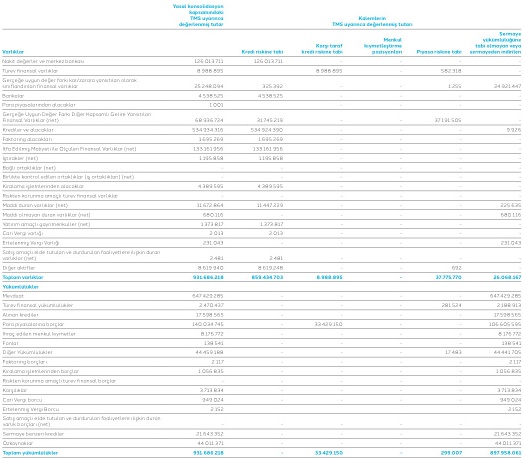 Yasal konsolidasyon
kapsamındaki
TMS uyarınca
değerlenmiş tutar
Kalemlerin
TMS uyarınca değerlenmiş tutarı
Varlıklar Kredi riskine tabi Karşı taraf kredi riskine tabi Menkul kıymetleştirme pozisyonları Piyasa riskine tabi Sermaye yükümlülüğüne tabi olmayan veya sermayeden indirilen
Nakit değerler ve merkez bankası 126 013 711 126 013 711 - - - -
Türev finansal varlıklar 8 988 895 - 8 988 895 - 582 318 -
Gerçeğe uygun değer farkı kar/zarara yansıtılan olarak
sınıflandırılan finansal varlıklar 25 248 094 325 392 - - 1 255 24 921 447
Bankalar 4 538 525 4 538 525 - - - -
Para piyasalarından alacaklar 1 001 - - - - -
Gerçeğe Uygun Değer Farkı Diğer Kapsamlı Gelire Yansıtılan
Finansal Varlıklar (net) 68 936 724 31 745 219 - - 37 191 505 -
Krediler ve alacaklar 534 934 316 534 924 390 - - - 9 926
Faktoring alacakları 1 695 269 1 695 269 - - - -
İtfa Edilmiş Maliyeti ile Ölçülen Finansal Varlıklar (net) 133 161 956 133 161 956 - - - -
İştirakler (net) 1 195 858 1 195 858 - - - -
Bağlı ortaklıklar (net) - - - - - -
Birlikte kontrol edilen ortaklıklar (iş ortaklıkları) (net) - - - - - -
Kiralama işlemlerinden alacaklar 4 389 595 4 389 595 - - - -
Riskten korunma amaçlı türev finansal varlıklar - - - - - -
Maddi duran varlıklar (net) 11 672 864 11 447 229 - - - 225 635
Maddi olmayan duran varlıklar (net) 680 116 - - - - 680 116
Yatırım amaçlı gayrimenkuller (net) 1 373 817 1 373 817 - - - -
Cari Vergi varlığı 2 013 2 013 - - - -
Ertelenmiş Vergi Varlığı 231 043 - - - - 231 043
Satış amaçlı elde tutulan ve durdurulan faaliyetlere ilişkin duran
varlıklar (net) 2 481 2 481 - - - -
Diğer aktifler 8 619 940 8 619 248 - - 692 -
Toplam varlıklar 931 686 218 859 434 703 8 988 895 - 37 775 770 26 068 167
Yükümlülükler
Mevduat 647 429 285 - - - - 647 429 285
Türev finansal yükümlülükler 2 470 437 - - - 281 524 2 188 913
Alınan krediler 17 598 565 - - - - 17 598 565
Para piyasalarına borçlar 140 034 745 - 33 429 150 - - 106 605 595
İhraç edilen menkul kıymetler 8 176 772 - - - - 8 176 772
Fonlar 138 541 - - - - 138 541
Diğer Yükümlülükler 44 459 188 - - - 17 483 44 441 705
Faktoring borçları 2 117 - - - - 2 117
Kiralama işlemlerinden borçlar 1 056 835 - - - - 1 056 835
Riskten korunma amaçlı türev finansal borçlar - - - - - -
Karşılıklar 3 713 834 - - - - 3 713 834
Cari Vergi borcu 949 024 - - - - 949 024
Ertelenmiş Vergi Borcu 2 152 - - - - 2 152
Satış amaçlı elde tutulan ve durdurulan faaliyetlere ilişkin duran
varlık borçları (net) - - - - - -
Sermaye benzeri krediler 21 643 352 - - - - 21 643 352
Özkaynaklar 44 011 371 - - - - 44 011 371
Toplam yükümlülükler 931 686 218 - 33 429 150 - 299 007 897 958 061